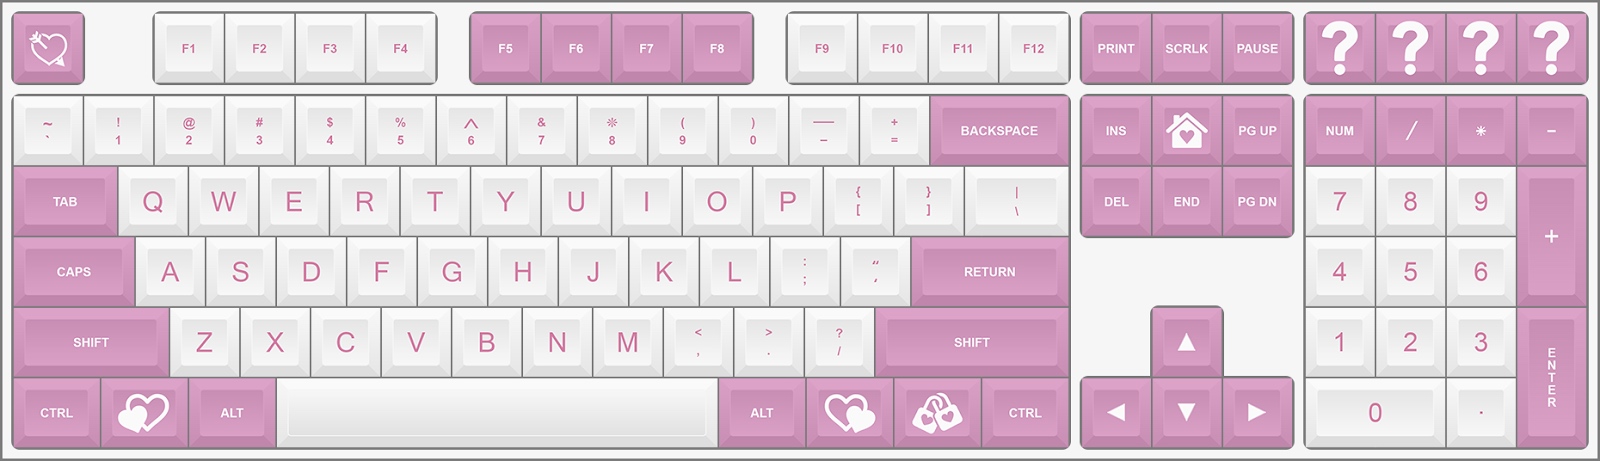 F1 F2 F3 F4 F5 F6 F7 F8 F9 F10 F11 F12 PRINT SCRLK PAUSE ? ? ? ?
~ ! @ # $ % ^ & * ( ) — +
` 1 2 3 4 5 6 7 8 9 0 – = BACKSPACE INS PG UP NUM / * −
TAB Q W E R T Y U I O P { } |
[ ] \ DEL END PG DN 7 8 9 +
CAPS A S D F G H J K L : “
; ‚ RETURN 4 5 6
SHIFT Z X C V B N M < > ?
, . / SHIFT ▲ 1 2 3 ENTER
CTRL ALT ALT CTRL ◀ ▼ ▶ 0 ·